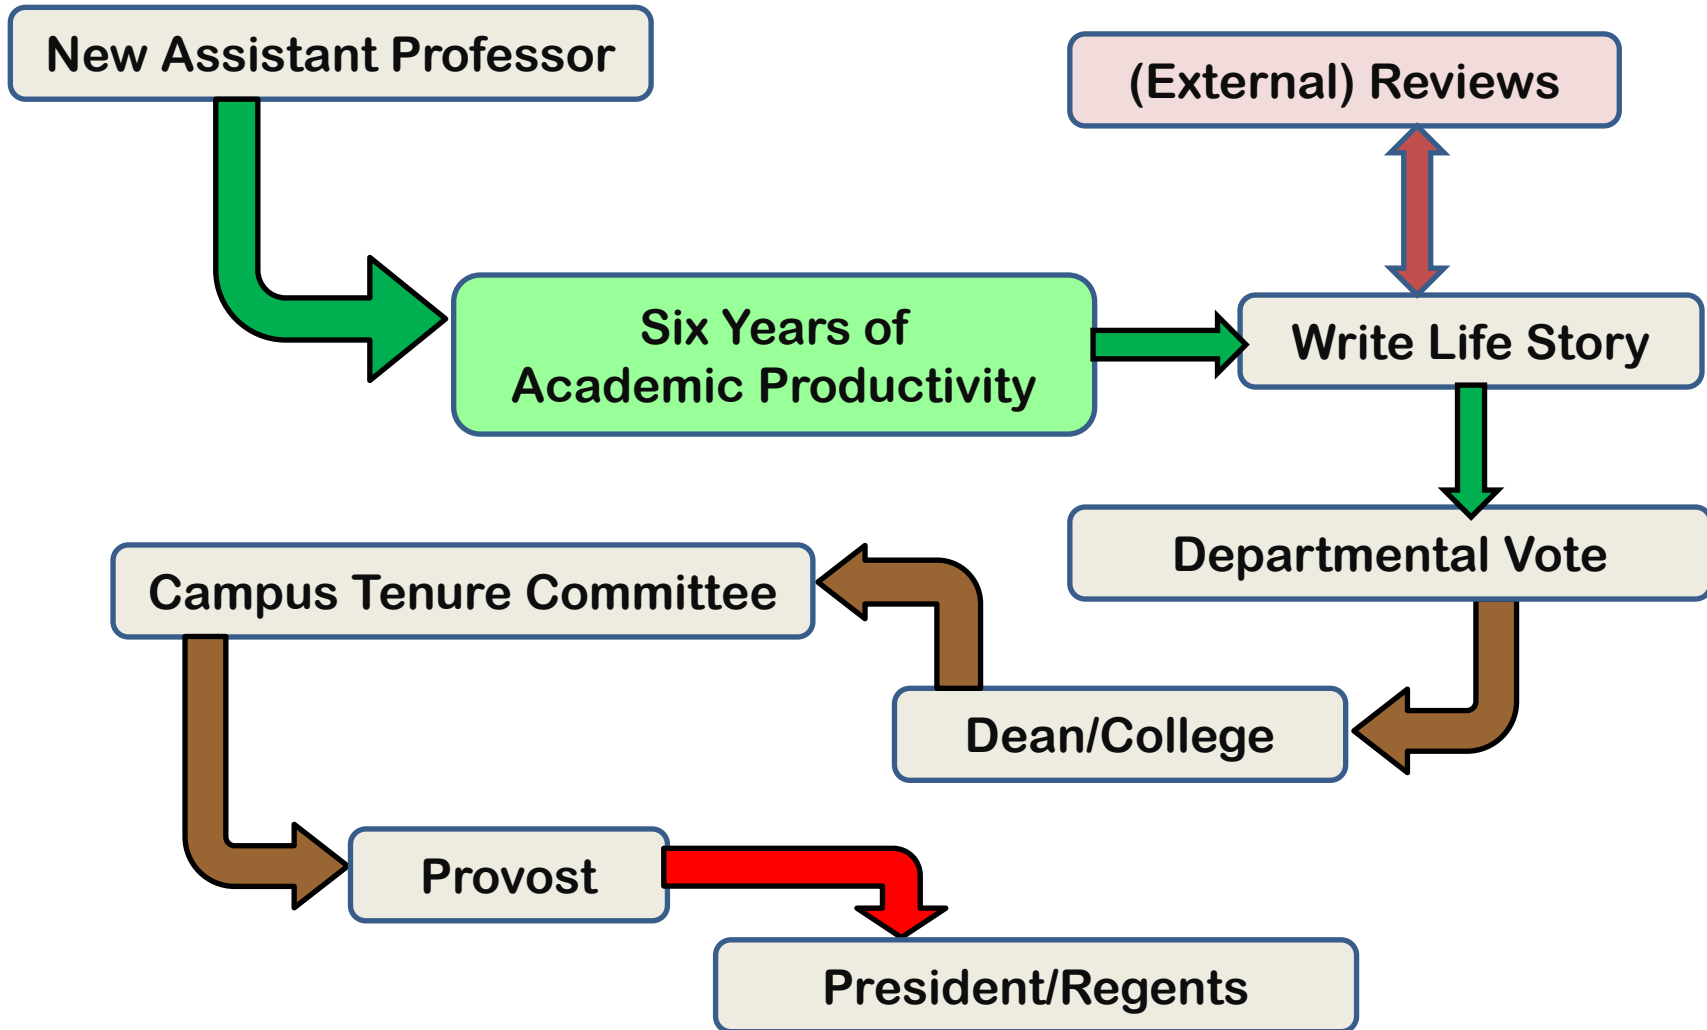 New Assistant Professor
(External) Reviews
Six Years of
Academic Productivity
Write Life Story
Departmental Vote
Campus Tenure Committee
Dean/College
Provost
President/Regents